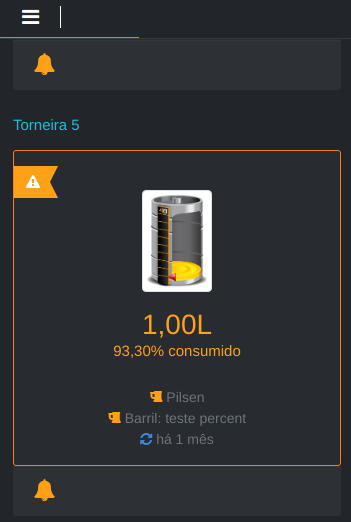 Torneira 5
1,00L
93,30% consumido
Pilsen
Barril: teste percent
há 1 mês